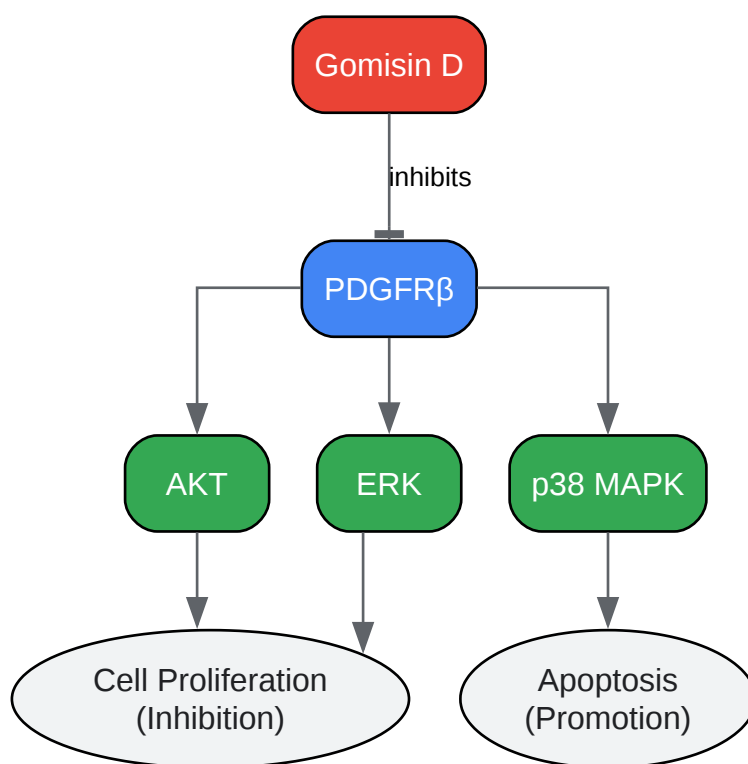 Gomisin D
inhibits
PDGFRβ
AKT
ERK
p38 MAPK
Cell Proliferation
(Inhibition)
Apoptosis
(Promotion)